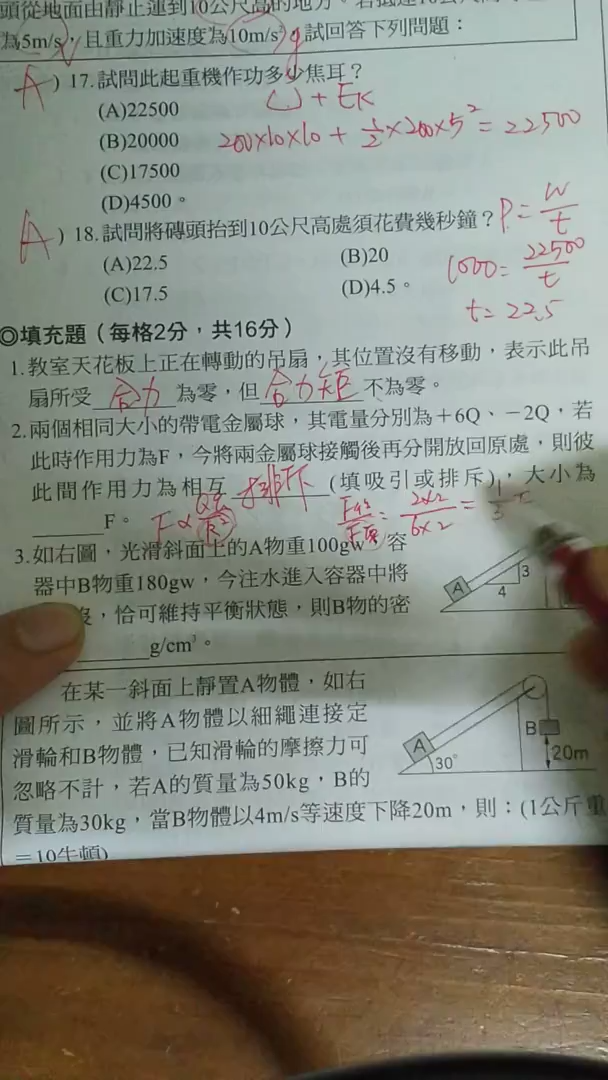 頭從地面由靜止運到10公尺高的地方。若抵達10公尺高
為5m/s，且重力加速度為10m/s²，試回答下列問題：
g
A ) 17.試問此起重機作功多少焦耳？
(A)22500
W + EK
(B)20000
200×10×10 + ½×200×5² = 22500
(C)17500
(D)4500。
A ) 18.試問將磚頭抬到10公尺高處須花費幾秒鐘？
P = W/t
(A)22.5 (B)20
1000 = 22500/t
(C)17.5 (D)4.5。
t = 22.5
◎填充題（每格2分，共16分）
1.教室天花板上正在轉動的吊扇，其位置沒有移動，表示此吊
扇所受 合力 為零，但 合力矩 不為零。
2.兩個相同大小的帶電金屬球，其電量分別為＋6Q、－2Q，若
此時作用力為F，今將兩金屬球接觸後再分開放回原處，則彼
此間作用力為相互 排斥 (填吸引或排斥)，大小為
F。
= 2×2/6×2 = 1/3
3.如右圖，光滑斜面上的A物重100gw，容
器中B物重180gw，今注水進入容器中將
沒，恰可維持平衡狀態，則B物的密
g/cm³。
A 3 4
在某一斜面上靜置A物體，如右
圖所示，並將A物體以細繩連接定
滑輪和B物體，已知滑輪的摩擦力可
忽略不計，若A的質量為50kg，B的
質量為30kg，當B物體以4m/s等速度下降20m，則：(1公斤重
＝10牛頓)
A 30° B 20m